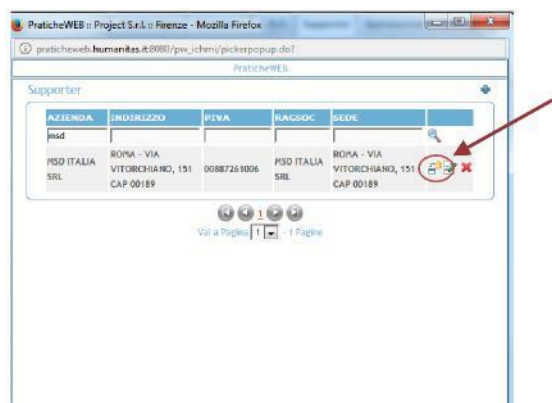 PraticheWEB :: Project S.r.l. :: Firenze - Mozilla Firefox
praticheweb.humanitas.it:8080/pw_ichmi/pickerpopup.do?
PraticheWEB
Supporter
AZIENDA INDIRIZZO PIVA RAGSOC SEDE
msd
MSD ITALIA SRL ROMA - VIA VITORCHIANO, 151 CAP 00189 00887261006 MSD ITALIA SRL ROMA - VIA VITORCHIANO, 151 CAP 00189
1
Vai a Pagina 1 - 1 Pagine